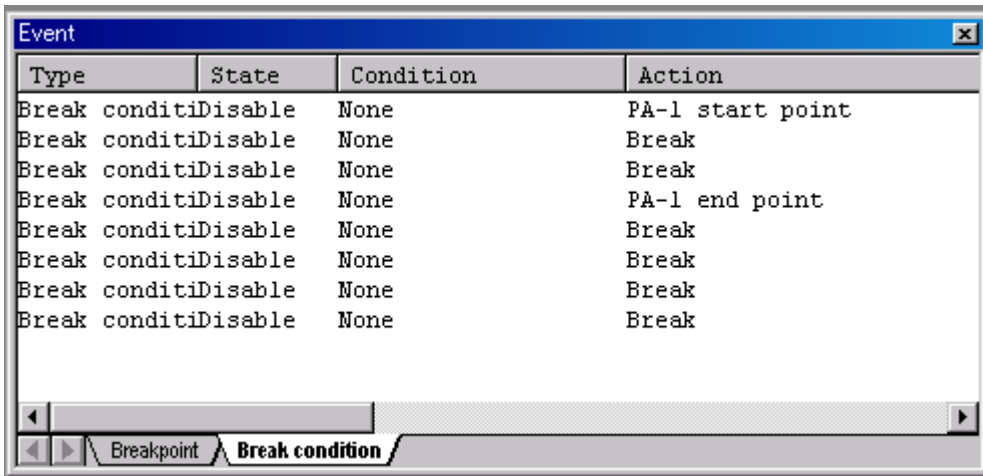 Event
Type State Condition Action
Break conditiDisable None PA-1 start point
Break conditiDisable None Break
Break conditiDisable None Break
Break conditiDisable None PA-1 end point
Break conditiDisable None Break
Break conditiDisable None Break
Break conditiDisable None Break
Break conditiDisable None Break
Breakpoint Break condition